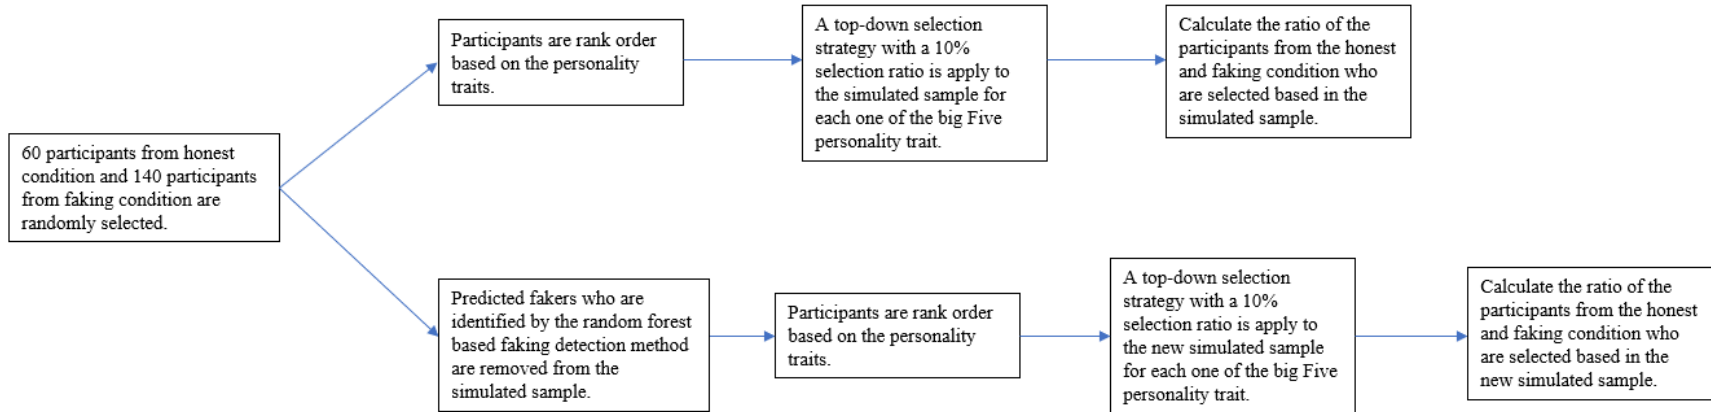 60 participants from honest
condition and 140 participants
from faking condition are
randomly selected.
Participants are rank order
based on the personality
traits.
A top-down selection
strategy with a 10%
selection ratio is apply to
the simulated sample for
each one of the big Five
personality trait.
Calculate the ratio of the
participants from the honest
and faking condition who
are selected based in the
simulated sample.
Predicted fakers who are
identified by the random forest
based faking detection method
are removed from the
simulated sample.
Participants are rank order
based on the personality
traits.
A top-down selection
strategy with a 10%
selection ratio is apply to
the new simulated sample
for each one of the big Five
personality trait.
Calculate the ratio of the
participants from the honest
and faking condition who
are selected based in the
new simulated sample.